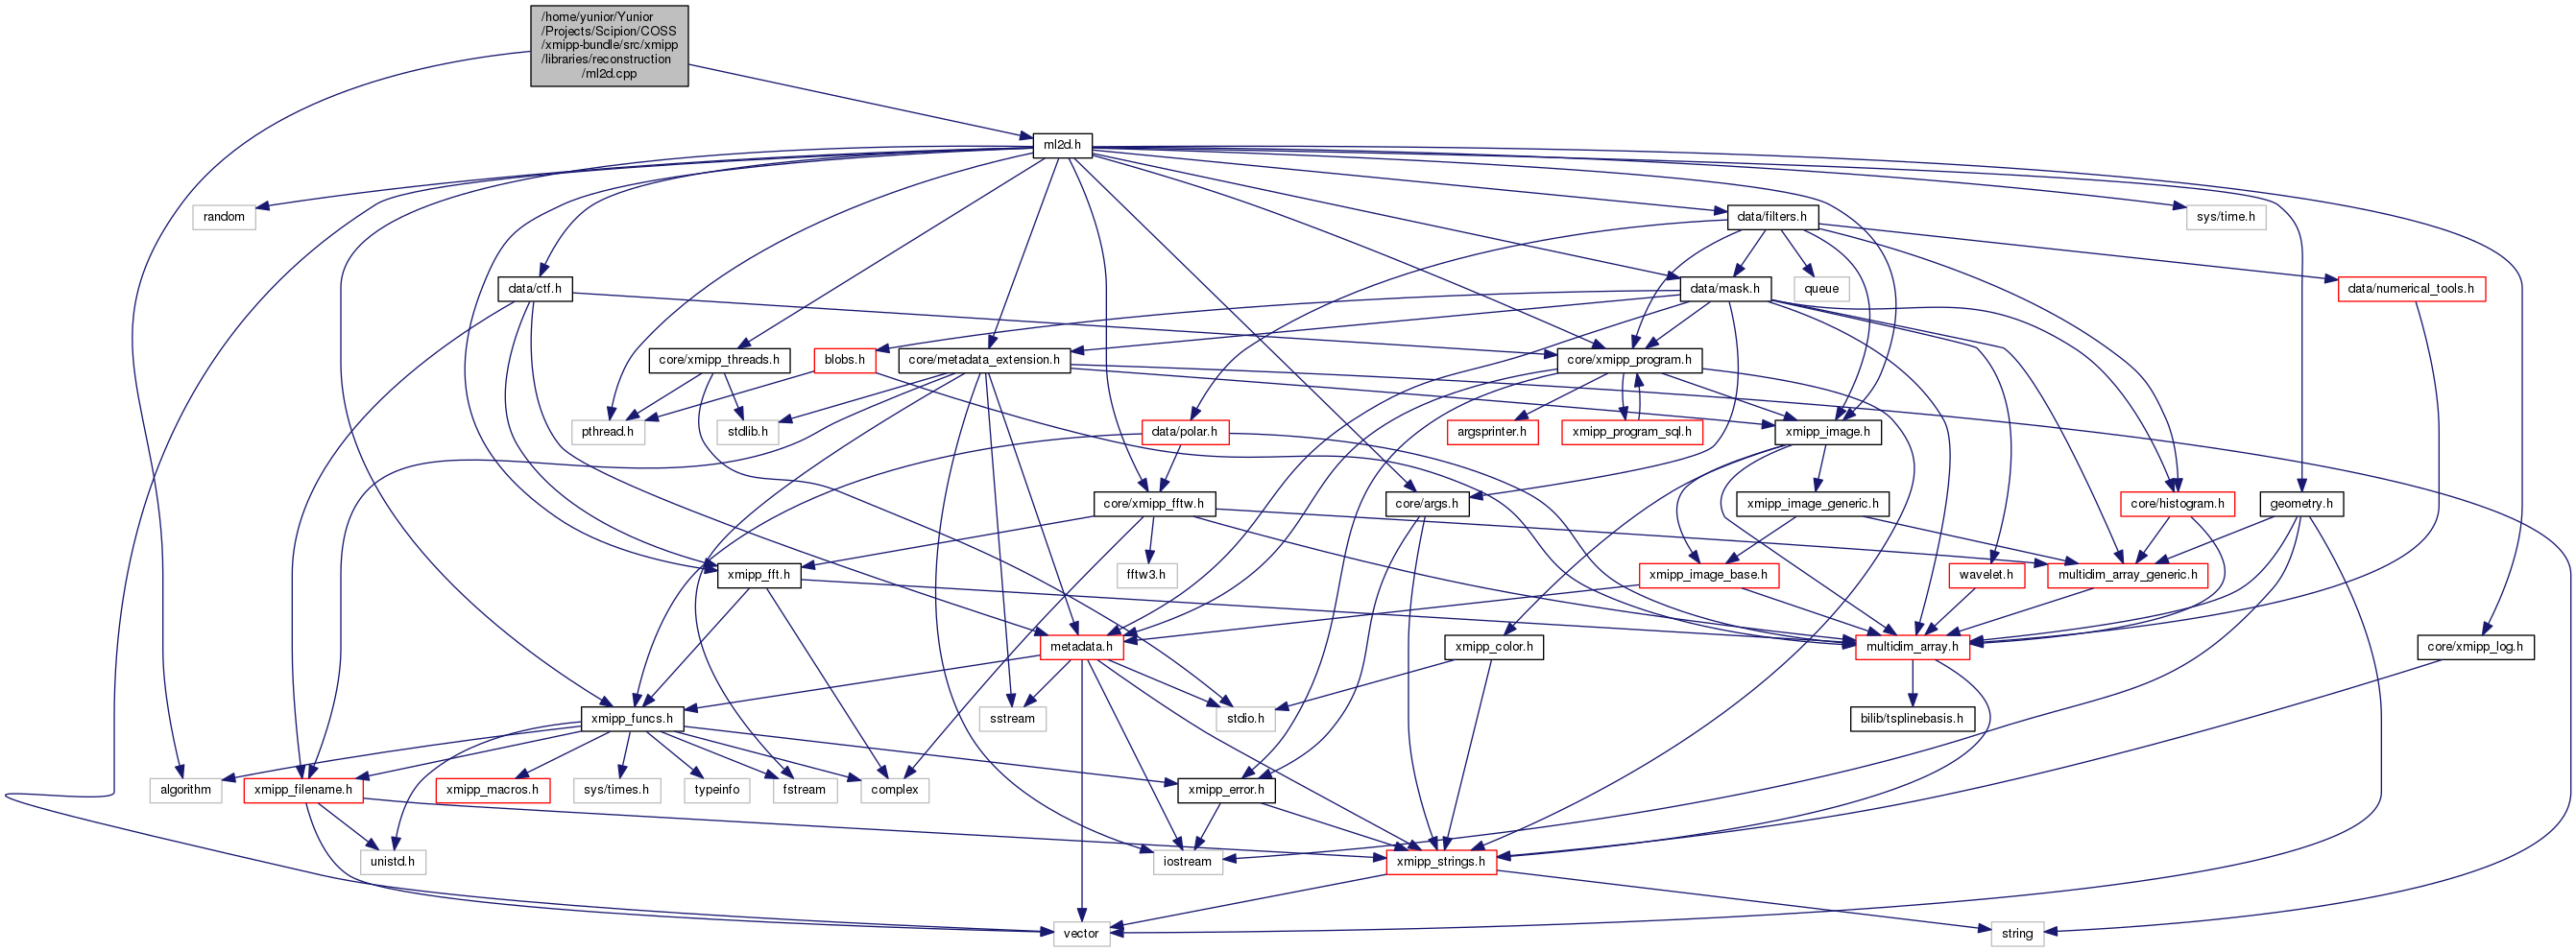 /home/yunior/Yunior
/Projects/Scipion/COSS
/xmipp-bundle/src/xmipp
/libraries/reconstruction
/ml2d.cpp
ml2d.h
random
data/filters.h
sys/time.h
data/ctf.h
data/mask.h
queue
data/numerical_tools.h
core/xmipp_threads.h
blobs.h
core/metadata_extension.h
core/xmipp_program.h
pthread.h
stdlib.h
data/polar.h
argsprinter.h
xmipp_program_sql.h
xmipp_image.h
core/xmipp_fftw.h
core/args.h
xmipp_image_generic.h
core/histogram.h
geometry.h
xmipp_fft.h
fftw3.h
xmipp_image_base.h
wavelet.h
multidim_array_generic.h
metadata.h
xmipp_color.h
multidim_array.h
core/xmipp_log.h
xmipp_funcs.h
sstream
stdio.h
bilib/tsplinebasis.h
algorithm
xmipp_filename.h
xmipp_macros.h
sys/times.h
typeinfo
fstream
complex
xmipp_error.h
unistd.h
iostream
xmipp_strings.h
vector
string